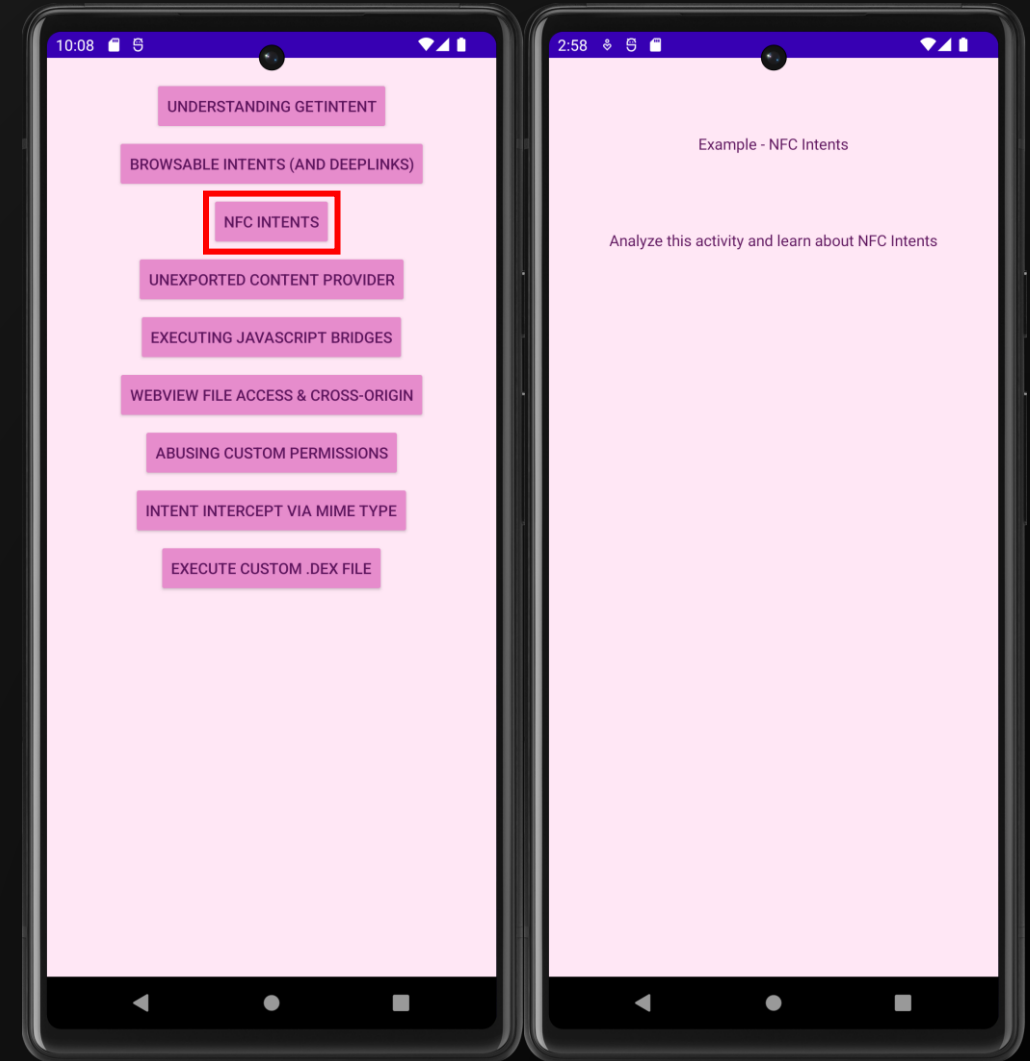 10:08
UNDERSTANDING GETINTENT
BROWSABLE INTENTS (AND DEEPLINKS)
NFC INTENTS
UNEXPORTED CONTENT PROVIDER
EXECUTING JAVASCRIPT BRIDGES
WEBVIEW FILE ACCESS & CROSS-ORIGIN
ABUSING CUSTOM PERMISSIONS
INTENT INTERCEPT VIA MIME TYPE
EXECUTE CUSTOM .DEX FILE
2:58
Example - NFC Intents
Analyze this activity and learn about NFC Intents